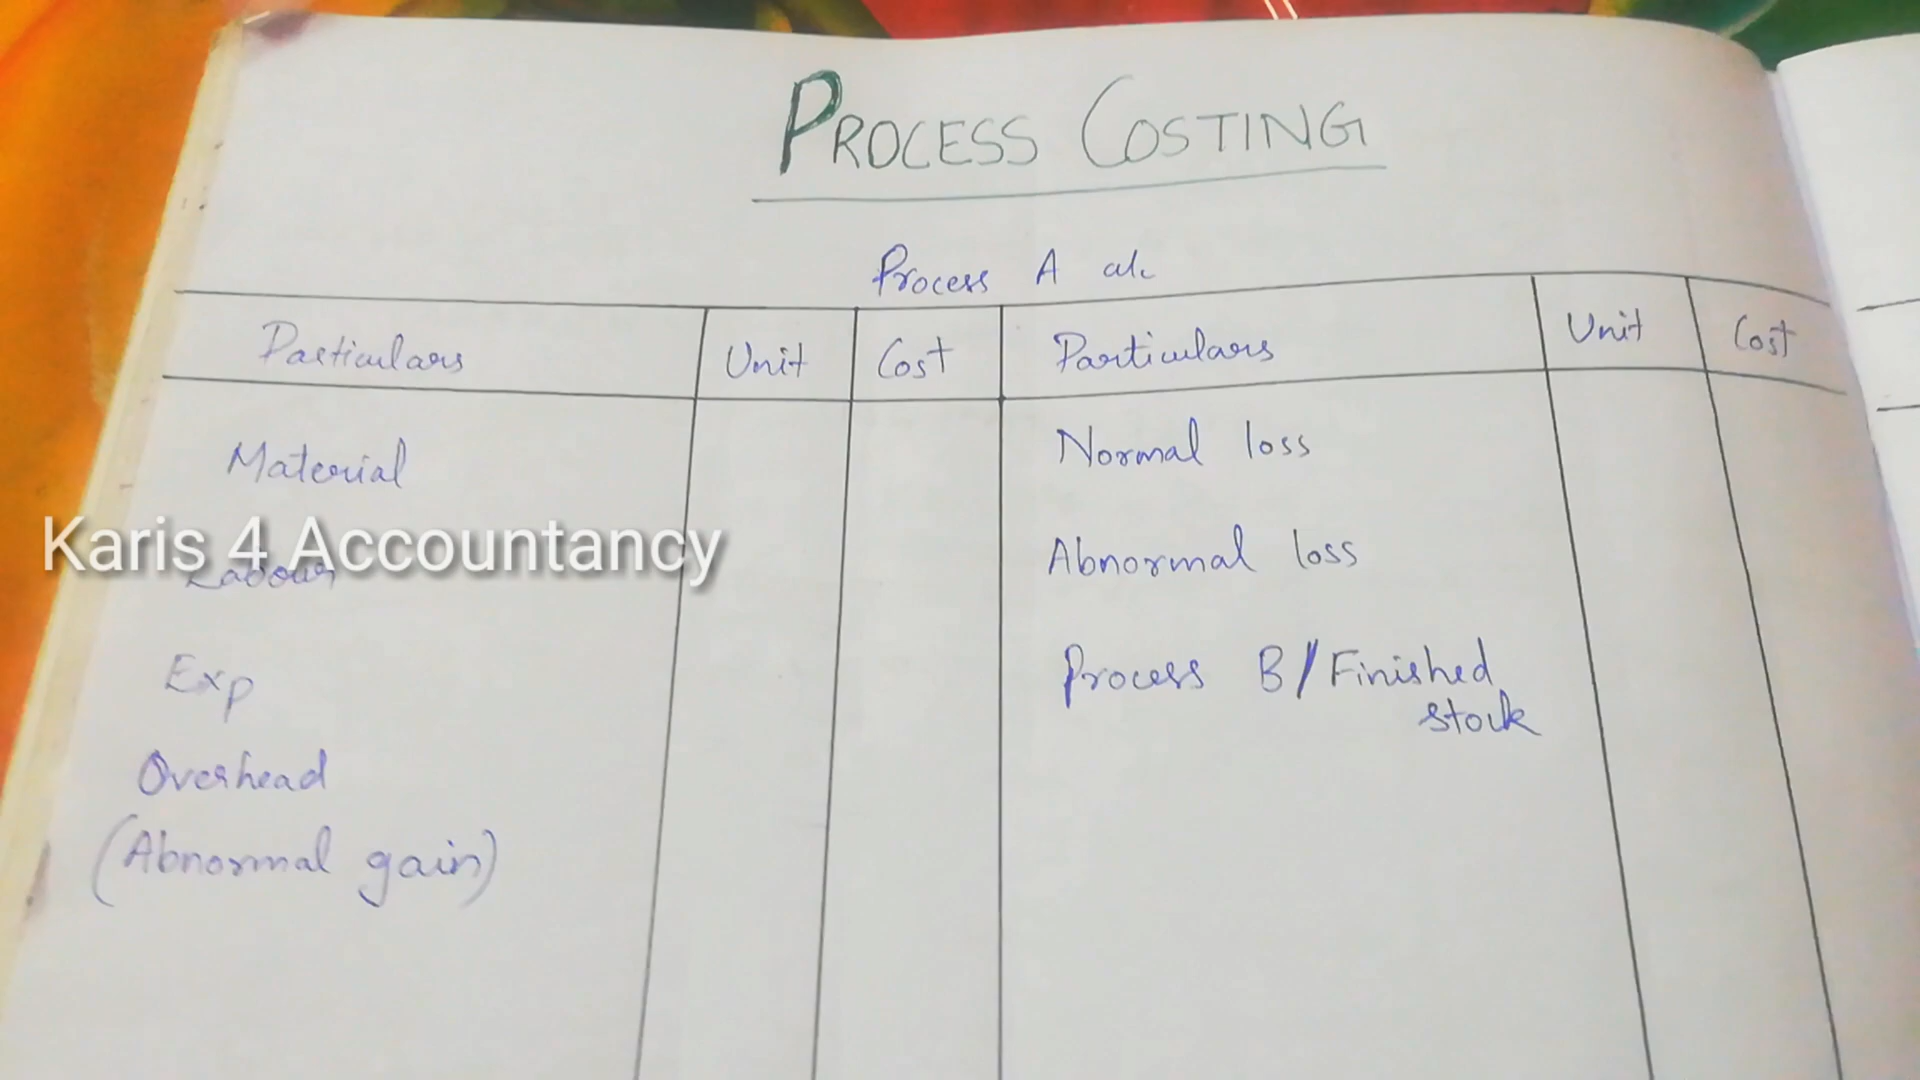 PROCESS COSTING
Process A a/c
Particulars Unit Cost Particulars Unit Cost
Material
Labour
Exp
Overhead
(Abnormal gain)
Normal loss
Abnormal loss
Process B/Finished
stock
Karis 4 Accountancy